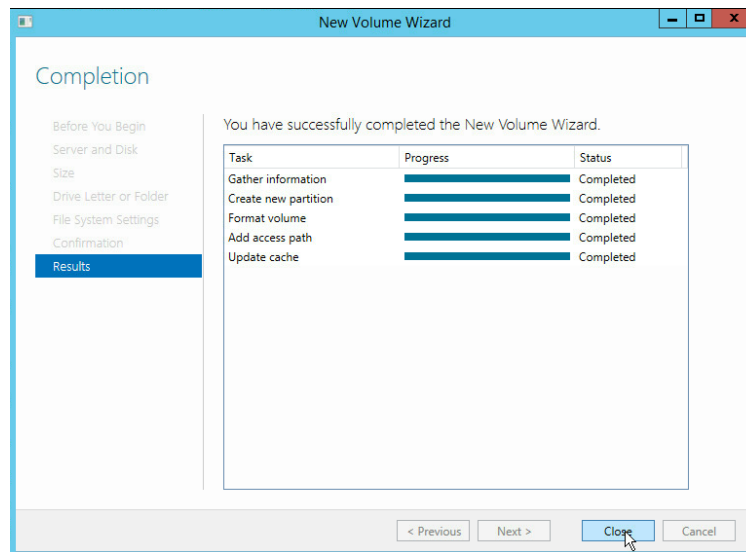 New Volume Wizard
Completion
Before You Begin
Server and Disk
Size
Drive Letter or Folder
File System Settings
Confirmation
Results
You have successfully completed the New Volume Wizard.
Task Progress Status
Gather information Completed
Create new partition Completed
Format volume Completed
Add access path Completed
Update cache Completed
< Previous Next > Close Cancel